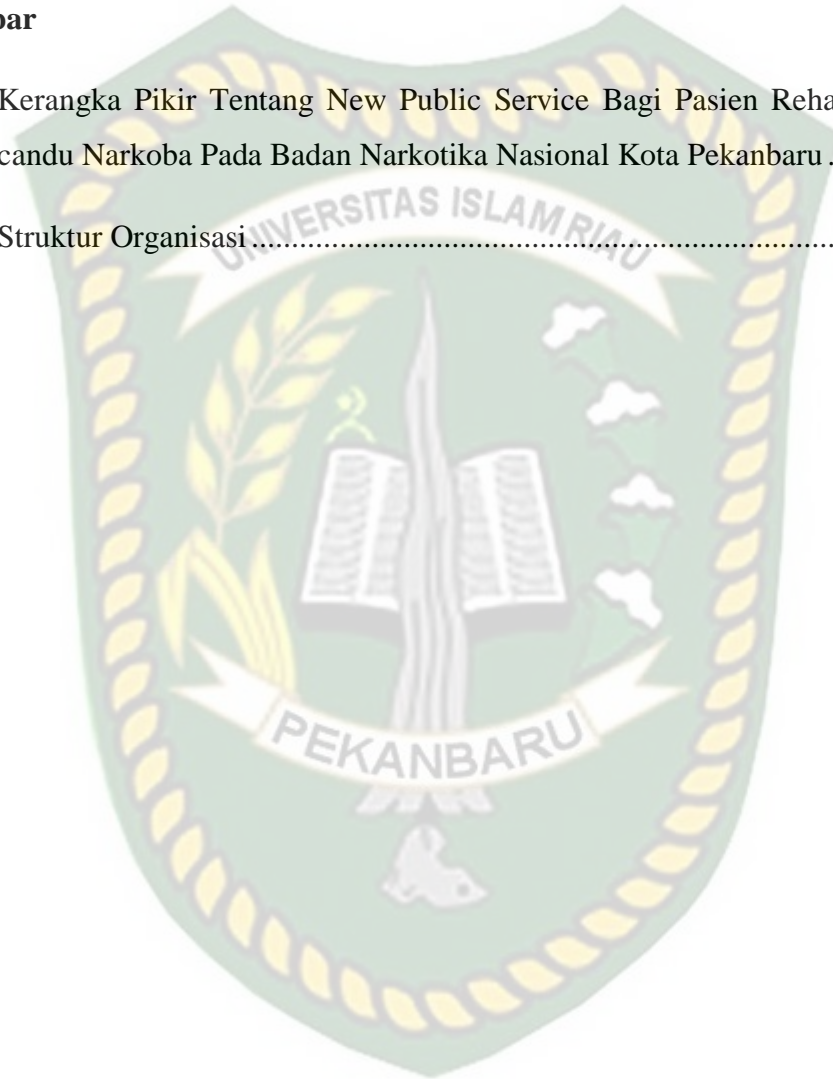 bar
Kerangka Pikir Tentang New Public Service Bagi Pasien Reha
candu Narkoba Pada Badan Narkotika Nasional Kota Pekanbaru .
Struktur Organisasi..........................................................................
UNIVERSITAS ISLAM RIAU
PEKANBARU